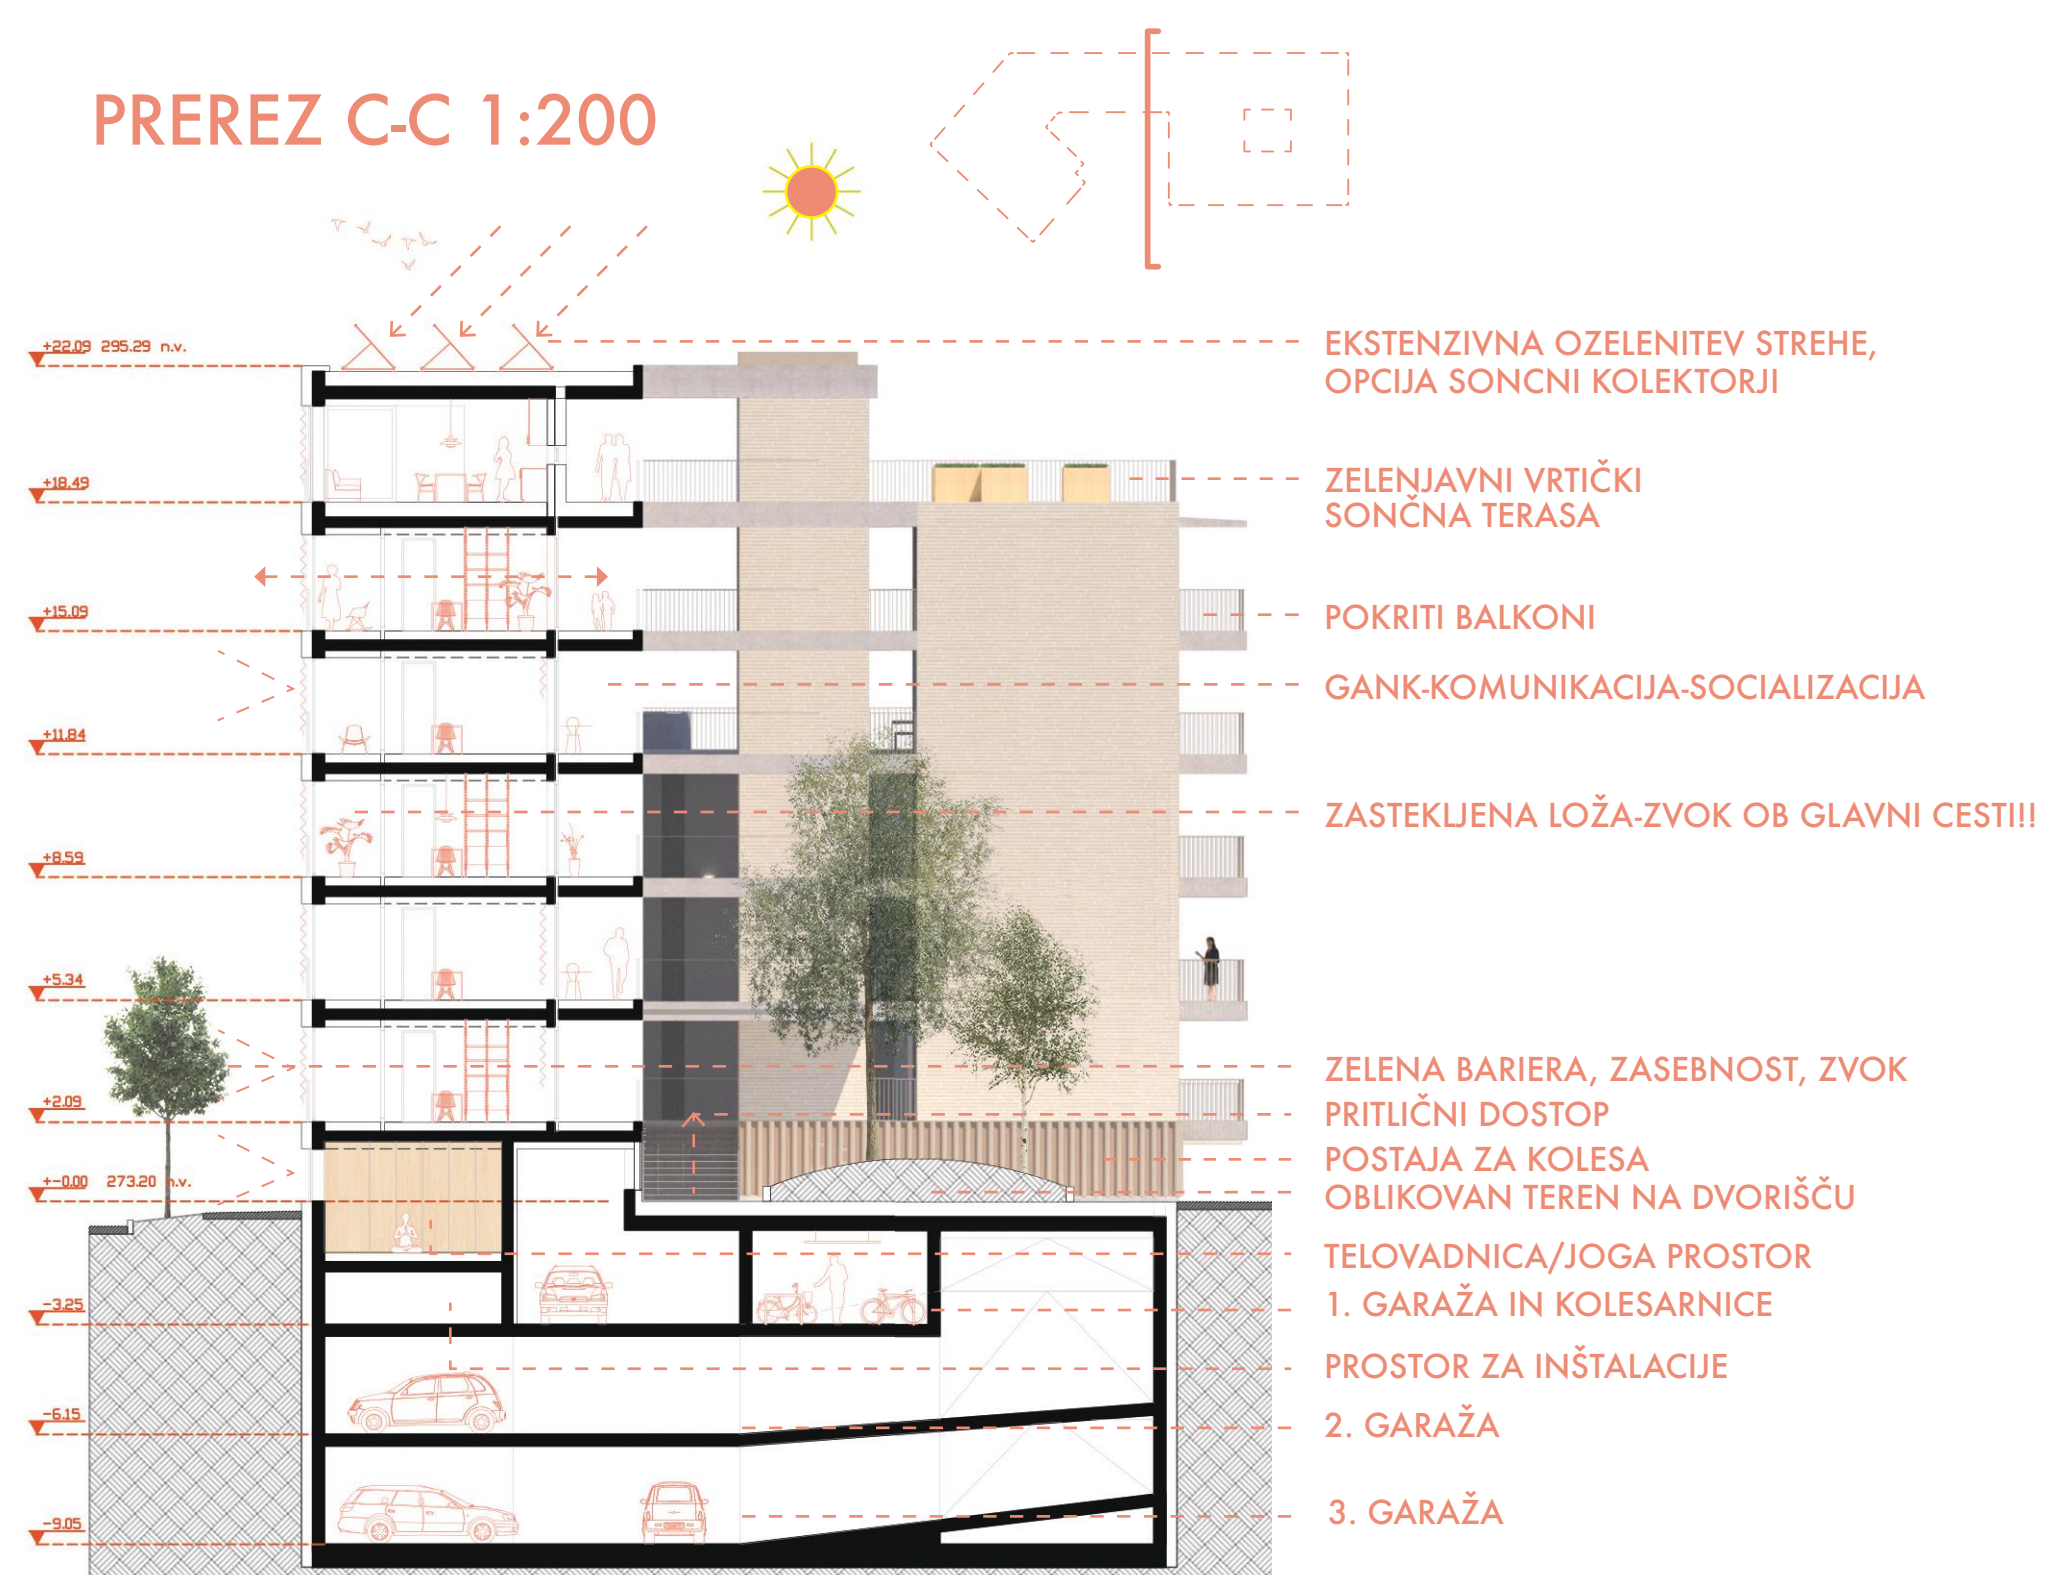 PREREZ C-C 1:200
+22.09 295.29 n.v.
EKSTENZIVNA OZELENITEV STREHE,
OPCIJA SONCNI KOLEKTORJI
+18.49
ZELENJAVNI VRTIČKI
SONČNA TERASA
+15.09
POKRITI BALKONI
GANK-KOMUNIKACIJA-SOCIALIZACIJA
+11.84
ZASTEKLJENA LOŽA-ZVOK OB GLAVNI CESTI!!
+8.59
+5.34
ZELENA BARIERA, ZASEBNOST, ZVOK
+2.09
PRITLIČNI DOSTOP
POSTAJA ZA KOLESA
+-0.00 273.20 n.v.
OBLIKOVAN TEREN NA DVORIŠČU
TELOVADNICA/JOGA PROSTOR
-3.25
1. GARAŽA IN KOLESARNICE
PROSTOR ZA INŠTALACIJE
-6.15
2. GARAŽA
3. GARAŽA
-9.05